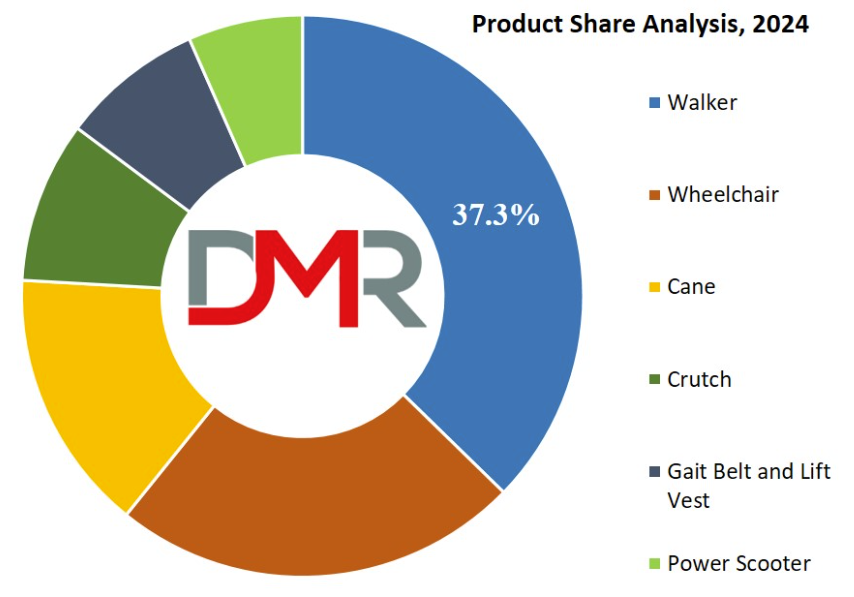 Product Share Analysis, 2024
Walker
37.3%
Wheelchair
DMR
Cane
Crutch
Gait Belt and Lift
Vest
Power Scooter